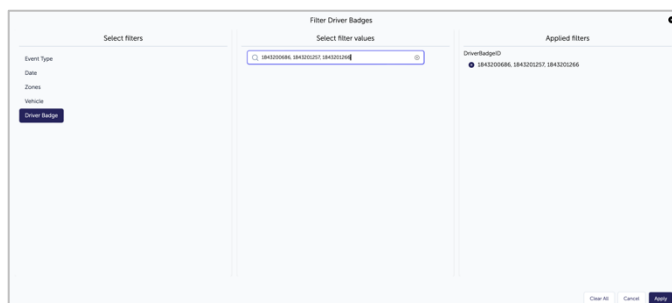 Filter Driver Badges
Select filters
Select filter values
Applied filters
Event Type
Date
Zones
Vehicle
Driver Badge
1843200686, 1843201257, 1843201266
DriverBadgeID
1843200686, 1843201257, 1843201266
Clear All
Cancel
Apply